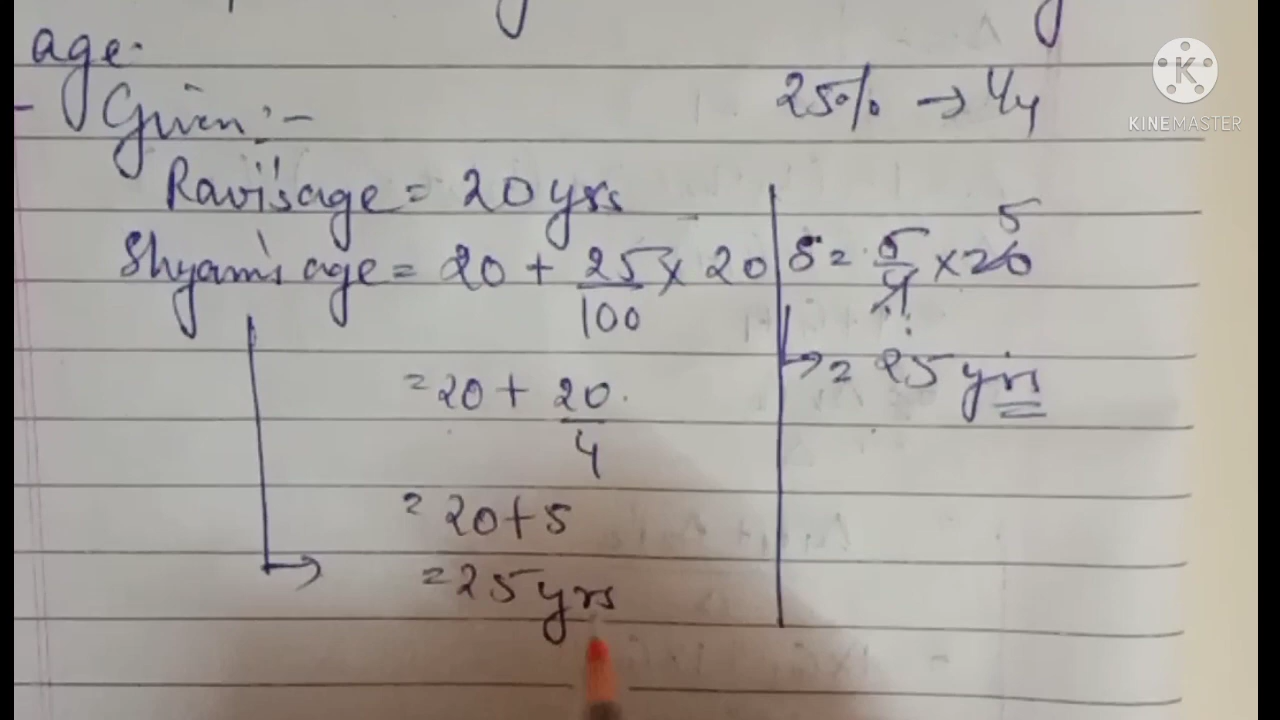 age.
Given:-
25% → 1/4
Ravi's age = 20 yrs
Shyam's age = 20 + 25/100 × 20
= 20 + 20/4
= 20 + 5
= 25 yrs
S = 5/4 × 20
5
= 25 yrs
KINEMASTER